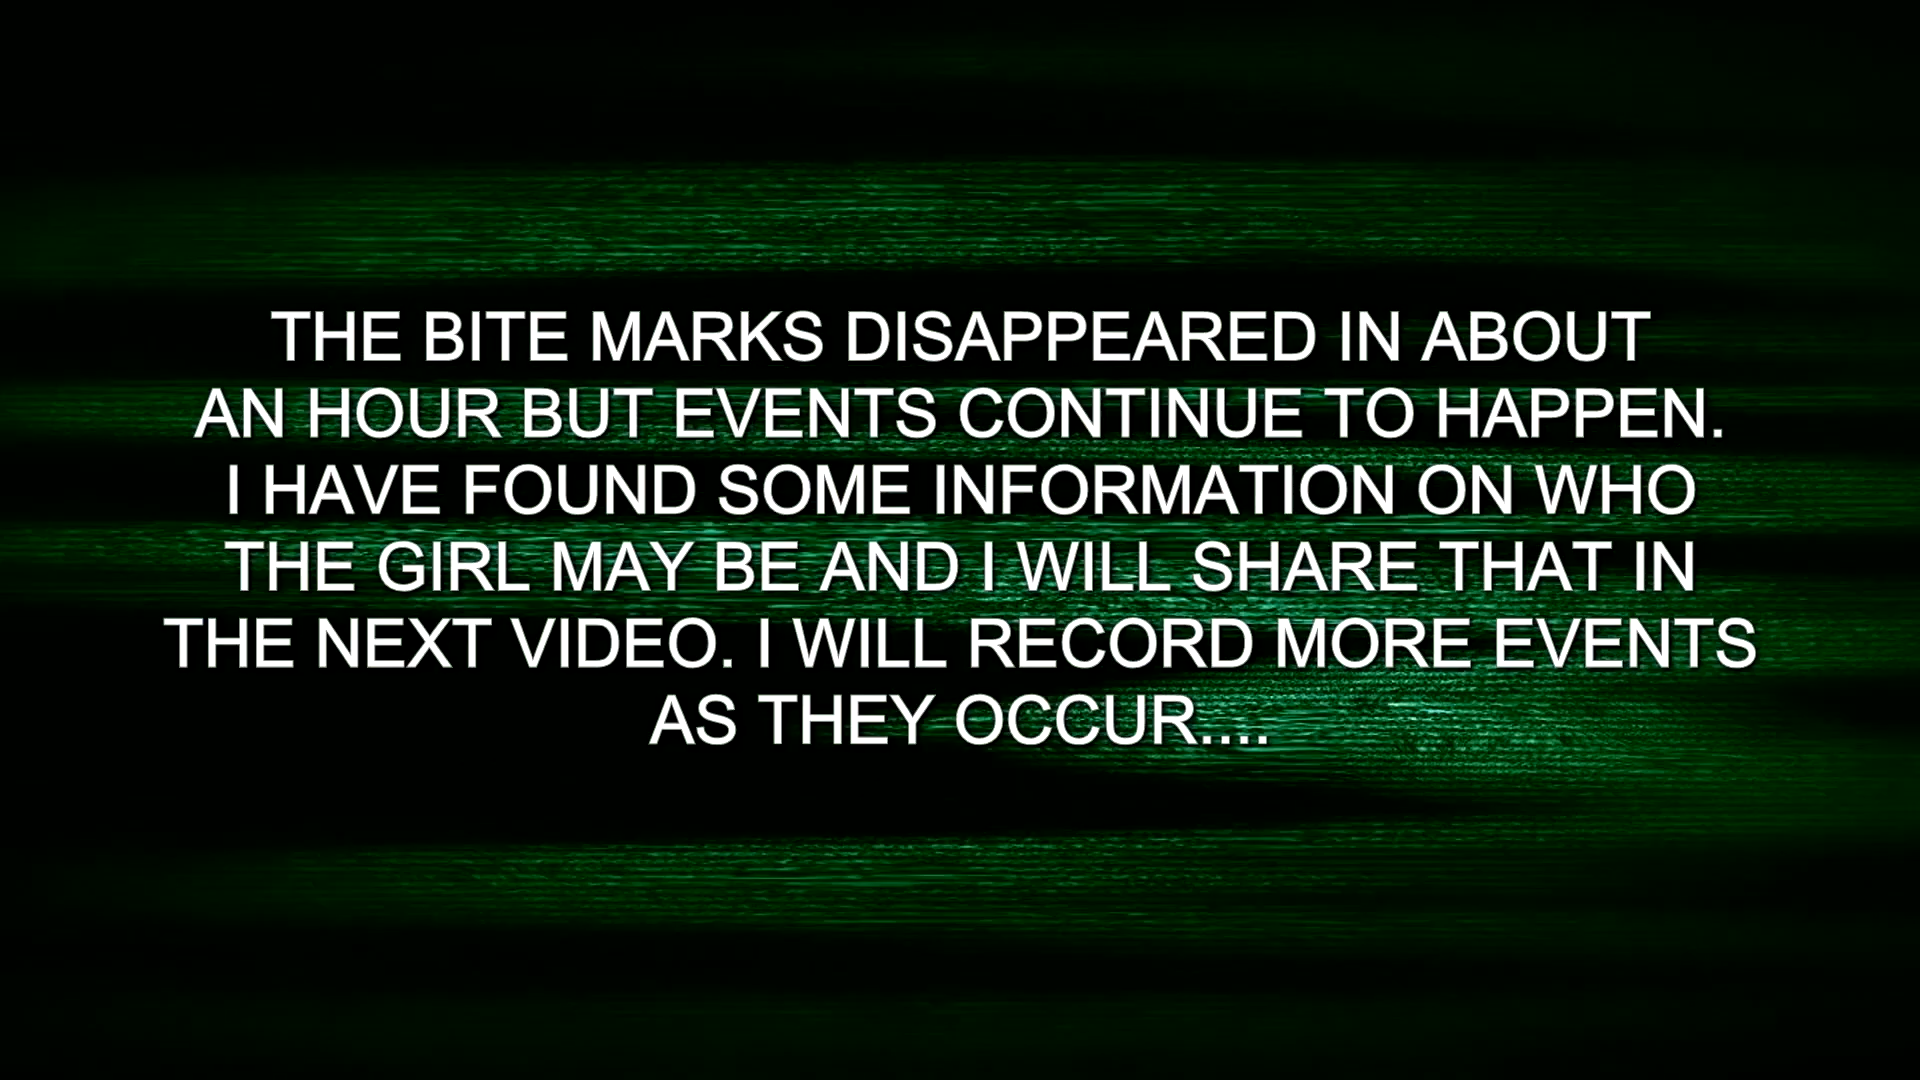 THE BITE MARKS DISAPPEARED IN ABOUT
AN HOUR BUT EVENTS CONTINUE TO HAPPEN.
I HAVE FOUND SOME INFORMATION ON WHO
THE GIRL MAY BE AND I WILL SHARE THAT IN
THE NEXT VIDEO. I WILL RECORD MORE EVENTS
AS THEY OCCUR....